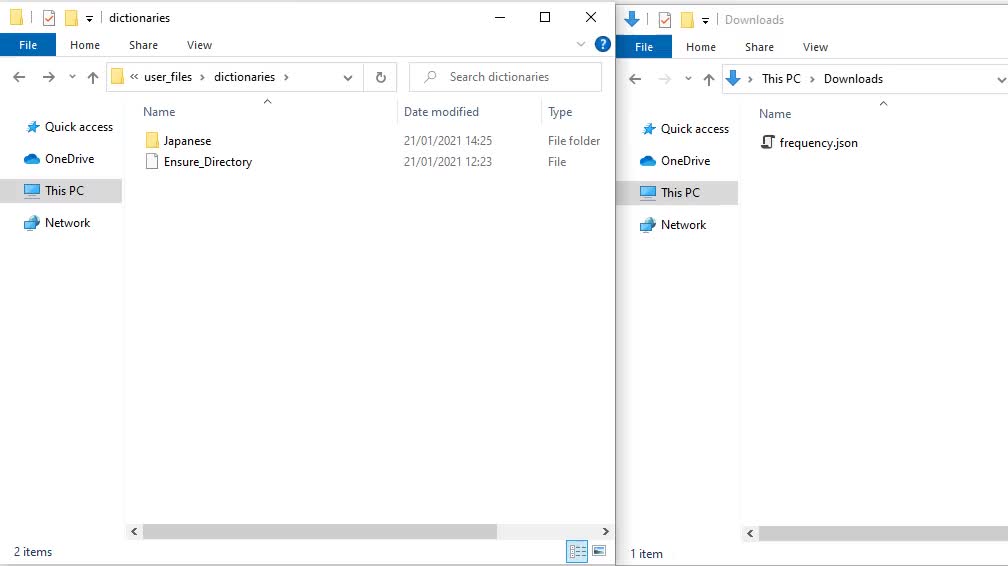 dictionaries
File Home Share View
user_files dictionaries
Search dictionaries
Quick access
OneDrive
This PC
Network
Name Date modified Type
Japanese 21/01/2021 14:25 File folder
Ensure_Directory 21/01/2021 12:23 File
2 items
Downloads
File Home Share View
This PC Downloads
Quick access
OneDrive
This PC
Network
Name
frequency.json
1 item